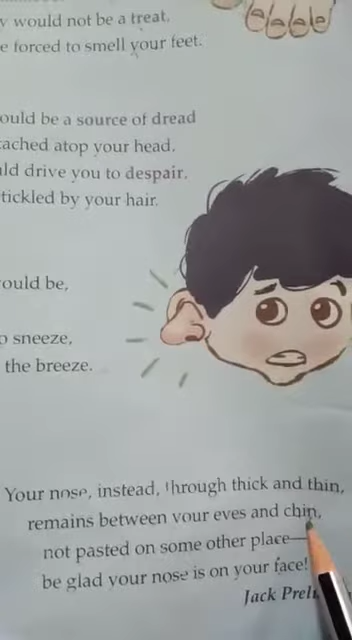 would not be a treat,
forced to smell your feet.
ould be a source of dread
tached atop your head.
ld drive you to despair,
tickled by your hair.
ould be,
o sneeze,
the breeze.
Your nose, instead, through thick and thin,
remains between your eyes and chin,
not pasted on some other place—
be glad your nose is on your face!
Jack Prel